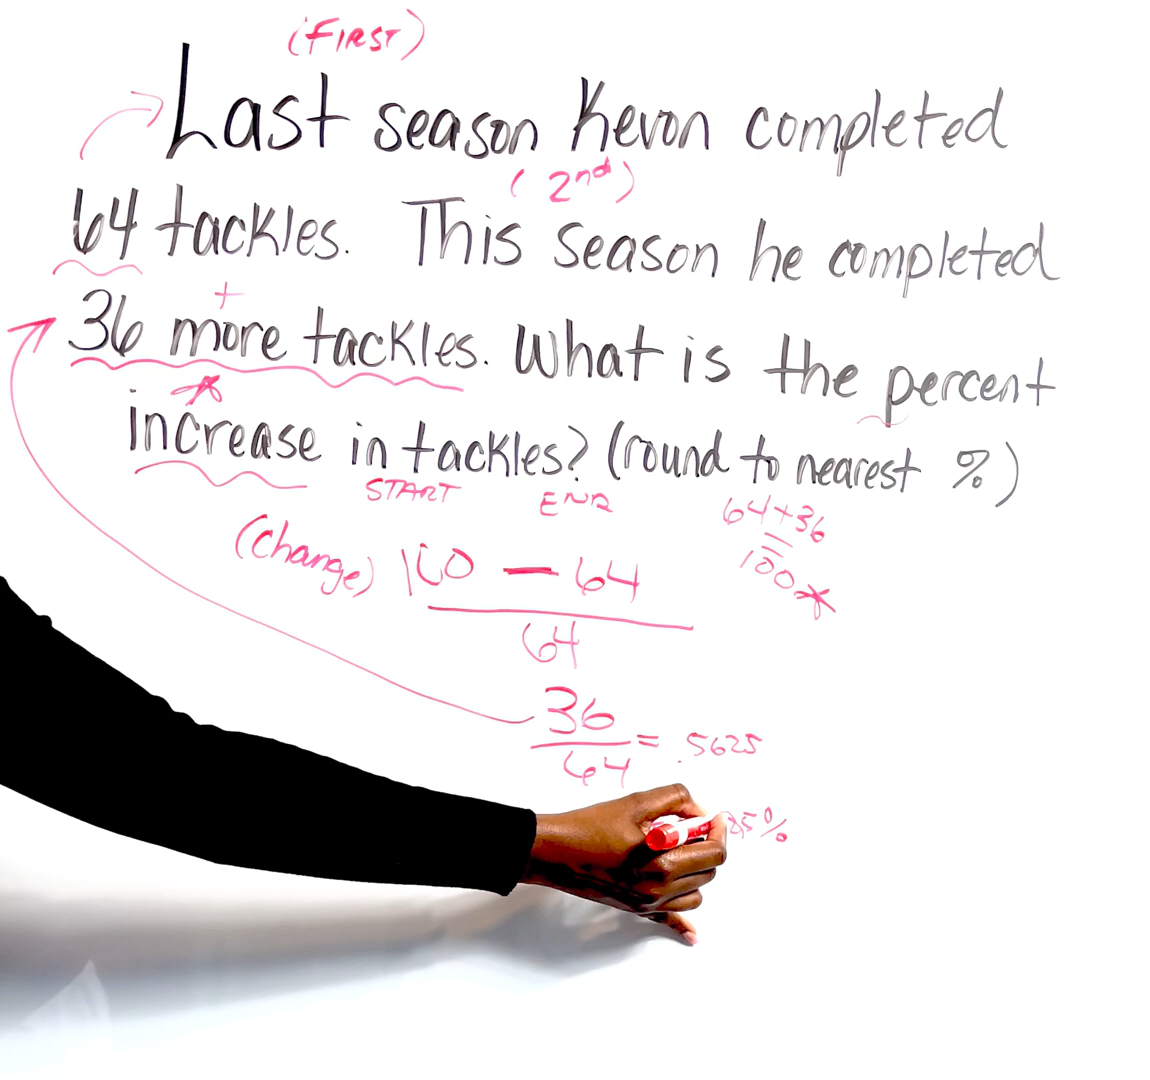 (FIRST)
Last season Kevon completed
(2nd)
64 tackles. This season he completed
+
36 more tackles. What is the percent
increase in tackles? (round to nearest %)
START END
64+36
=
100
(change) 100 - 64
64
36
64
= .5625
25%